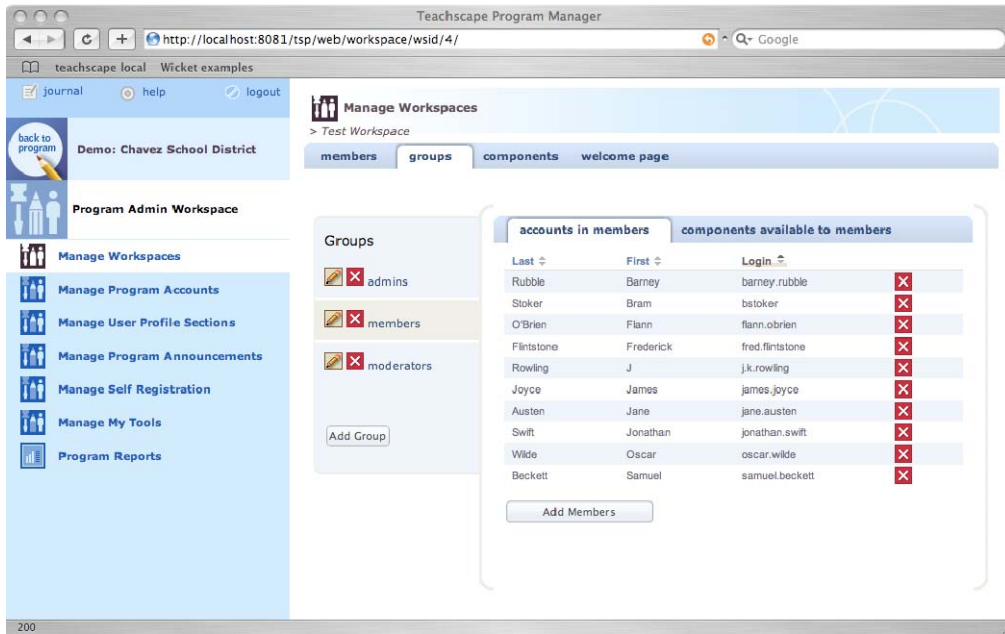 Teachscape Program Manager
http://localhost:8081/tsp/web/workspace/wsid/4/
Google
teachscape local Wicket examples
journal help logout
back to program
Demo: Chavez School District
Program Admin Workspace
Manage Workspaces
Manage Program Accounts
Manage User Profile Sections
Manage Program Announcements
Manage Self Registration
Manage My Tools
Program Reports
Manage Workspaces
> Test Workspace
members groups components welcome page
Groups
admins
members
moderators
Add Group
accounts in members components available to members
Last First Login
Rubble Barney barney.rubble
Stoker Bram bstoker
O'Brien Flann flann.obrien
Flintstone Frederick fred.flintstone
Rowling J j.k.rowling
Joyce James james.joyce
Austen Jane jane.austen
Swift Jonathan jonathan.swift
Wilde Oscar oscar.wilde
Beckett Samuel samuel.beckett
Add Members
200